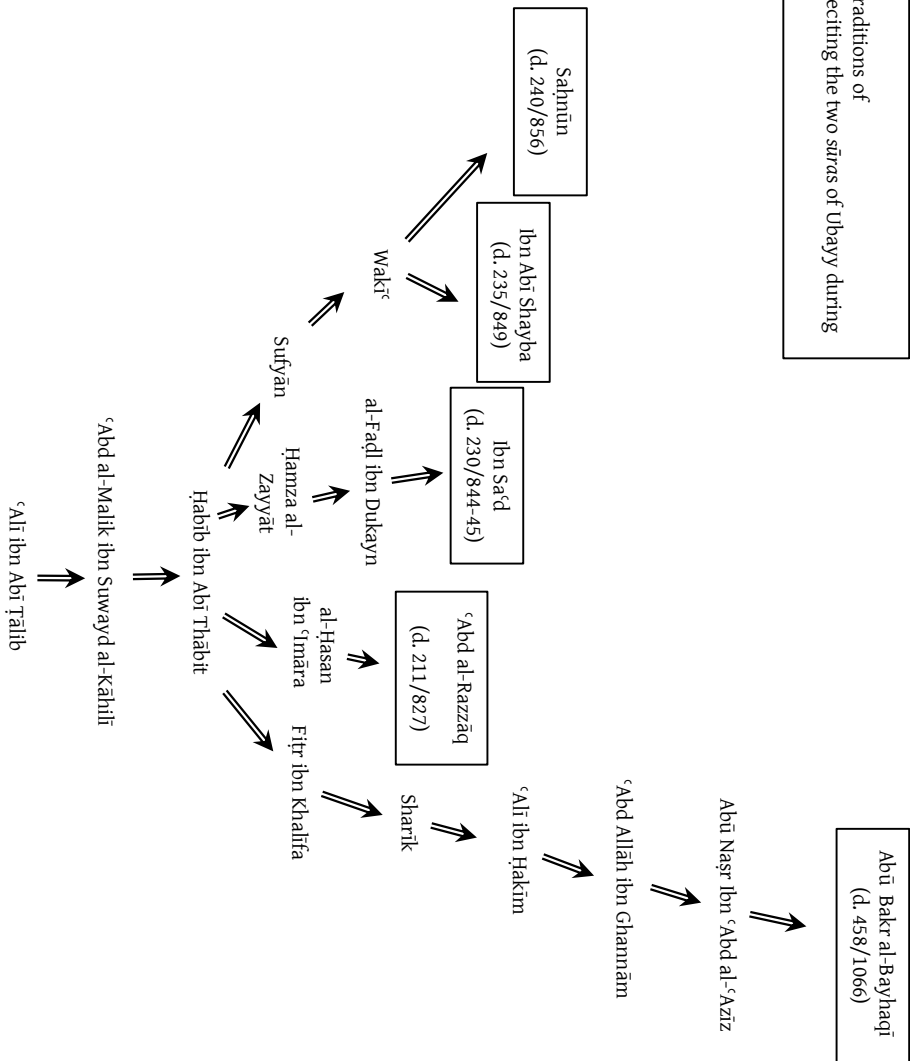 raditions of
eciting the two sūras of Ubayy during
Abū Bakr al-Bayhaqī
(d. 458/1066)
Abū Naṣr Ibn ʿAbd al-ʿAzīz
ʿAbd Allāh ibn Ghannām
Saḥnūn
(d. 240/856)
Ibn Abī Shayba
(d. 235/849)
ʿAlī ibn Ḥakīm
Ibn Saʿd
(d. 230/844-45)
ʿAbd al-Razzāq
(d. 211/827)
Sharīk
Wakīʿ
al-Faḍl ibn Dukayn
al-Ḥasan
ibn ʿImāra
Fiṭr ibn Khalīfa
Sufyān
Ḥamza al-
Zayyāt
Ḥabīb ibn Abī Thābit
ʿAbd al-Malik ibn Suwayd al-Kāhilī
ʿAlī ibn Abī Ṭālib